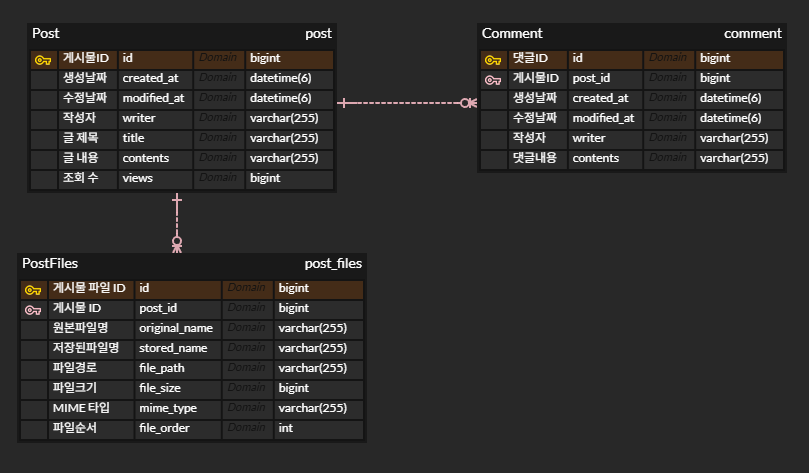 Post post
게시물ID id Domain bigint
생성날짜 created_at Domain datetime(6)
수정날짜 modified_at Domain datetime(6)
작성자 writer Domain varchar(255)
글 제목 title Domain varchar(255)
글 내용 contents Domain varchar(255)
조회 수 views Domain bigint
Comment comment
댓글ID id Domain bigint
게시물ID post_id Domain bigint
생성날짜 created_at Domain datetime(6)
수정날짜 modified_at Domain datetime(6)
작성자 writer Domain varchar(255)
댓글내용 contents Domain varchar(255)
PostFiles post_files
게시물 파일 ID id Domain bigint
게시물 ID post_id Domain bigint
원본파일명 original_name Domain varchar(255)
저장된파일명 stored_name Domain varchar(255)
파일경로 file_path Domain varchar(255)
파일크기 file_size Domain bigint
MIME 타입 mime_type Domain varchar(255)
파일순서 file_order Domain int